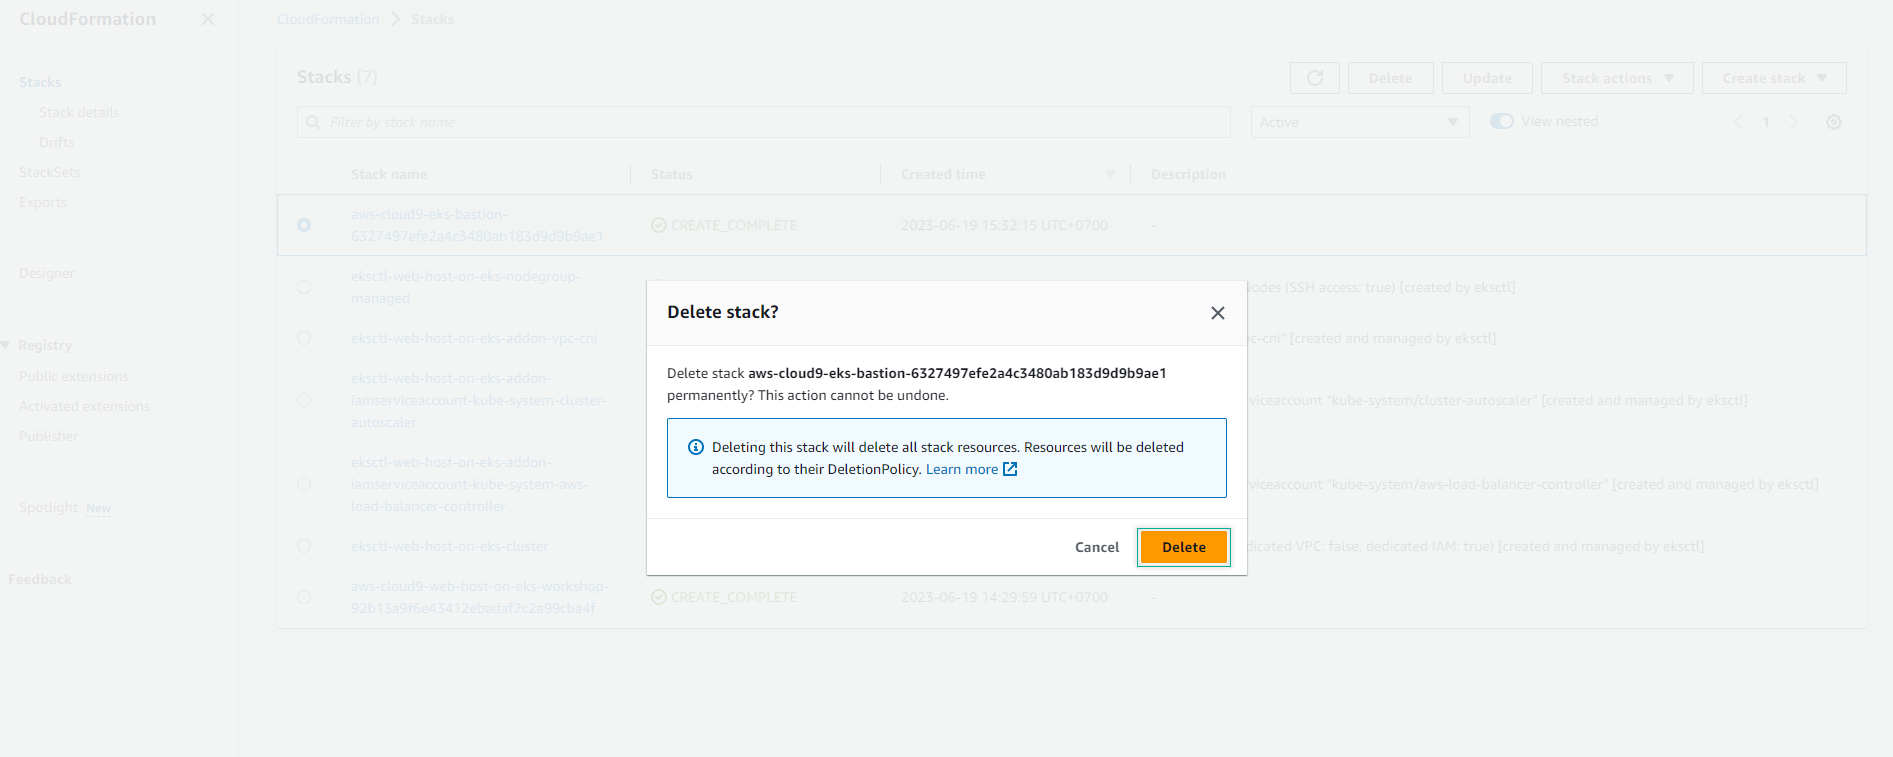 CloudFormation
Stacks
Stack details
Drifts
StackSets
Exports
Designer
Registry
Public extensions
Activated extensions
Publisher
Spotlight New
Feedback
CloudFormation Stacks
Stacks (7)
Delete Update Stack actions Create stack
Filter by stack name Active View nested 1
Stack name Status Created time Description
aws-cloud9-eks-bastion-
6327497efe2a4c3480ab183d9d9b9ae1 CREATE_COMPLETE 2023-06-19 15:32:15 UTC+0700 -
eksctl-web-host-on-eks-nodegroup-
managed
odes (SSH access: true) [created by eksctl]
eksctl-web-host-on-eks-addon-vpc-cni
c-cni" [created and managed by eksctl]
eksctl-web-host-on-eks-addon-
iamserviceaccount-kube-system-cluster-
autoscaler
viceaccount "kube-system/cluster-autoscaler" [created and managed by eksctl]
eksctl-web-host-on-eks-addon-
iamserviceaccount-kube-system-aws-
load-balancer-controller
viceaccount "kube-system/aws-load-balancer-controller" [created and managed by eksctl]
eksctl-web-host-on-eks-cluster
dicated VPC: false, dedicated IAM: true) [created and managed by eksctl]
aws-cloud9-web-host-on-eks-workshop-
92b13a9f6e43412ebadaf2c2a99cba4f CREATE_COMPLETE 2023-06-19 14:29:59 UTC+0700 -
Delete stack?
Delete stack aws-cloud9-eks-bastion-6327497efe2a4c3480ab183d9d9b9ae1
permanently? This action cannot be undone.
Deleting this stack will delete all stack resources. Resources will be deleted
according to their DeletionPolicy. Learn more
Cancel Delete